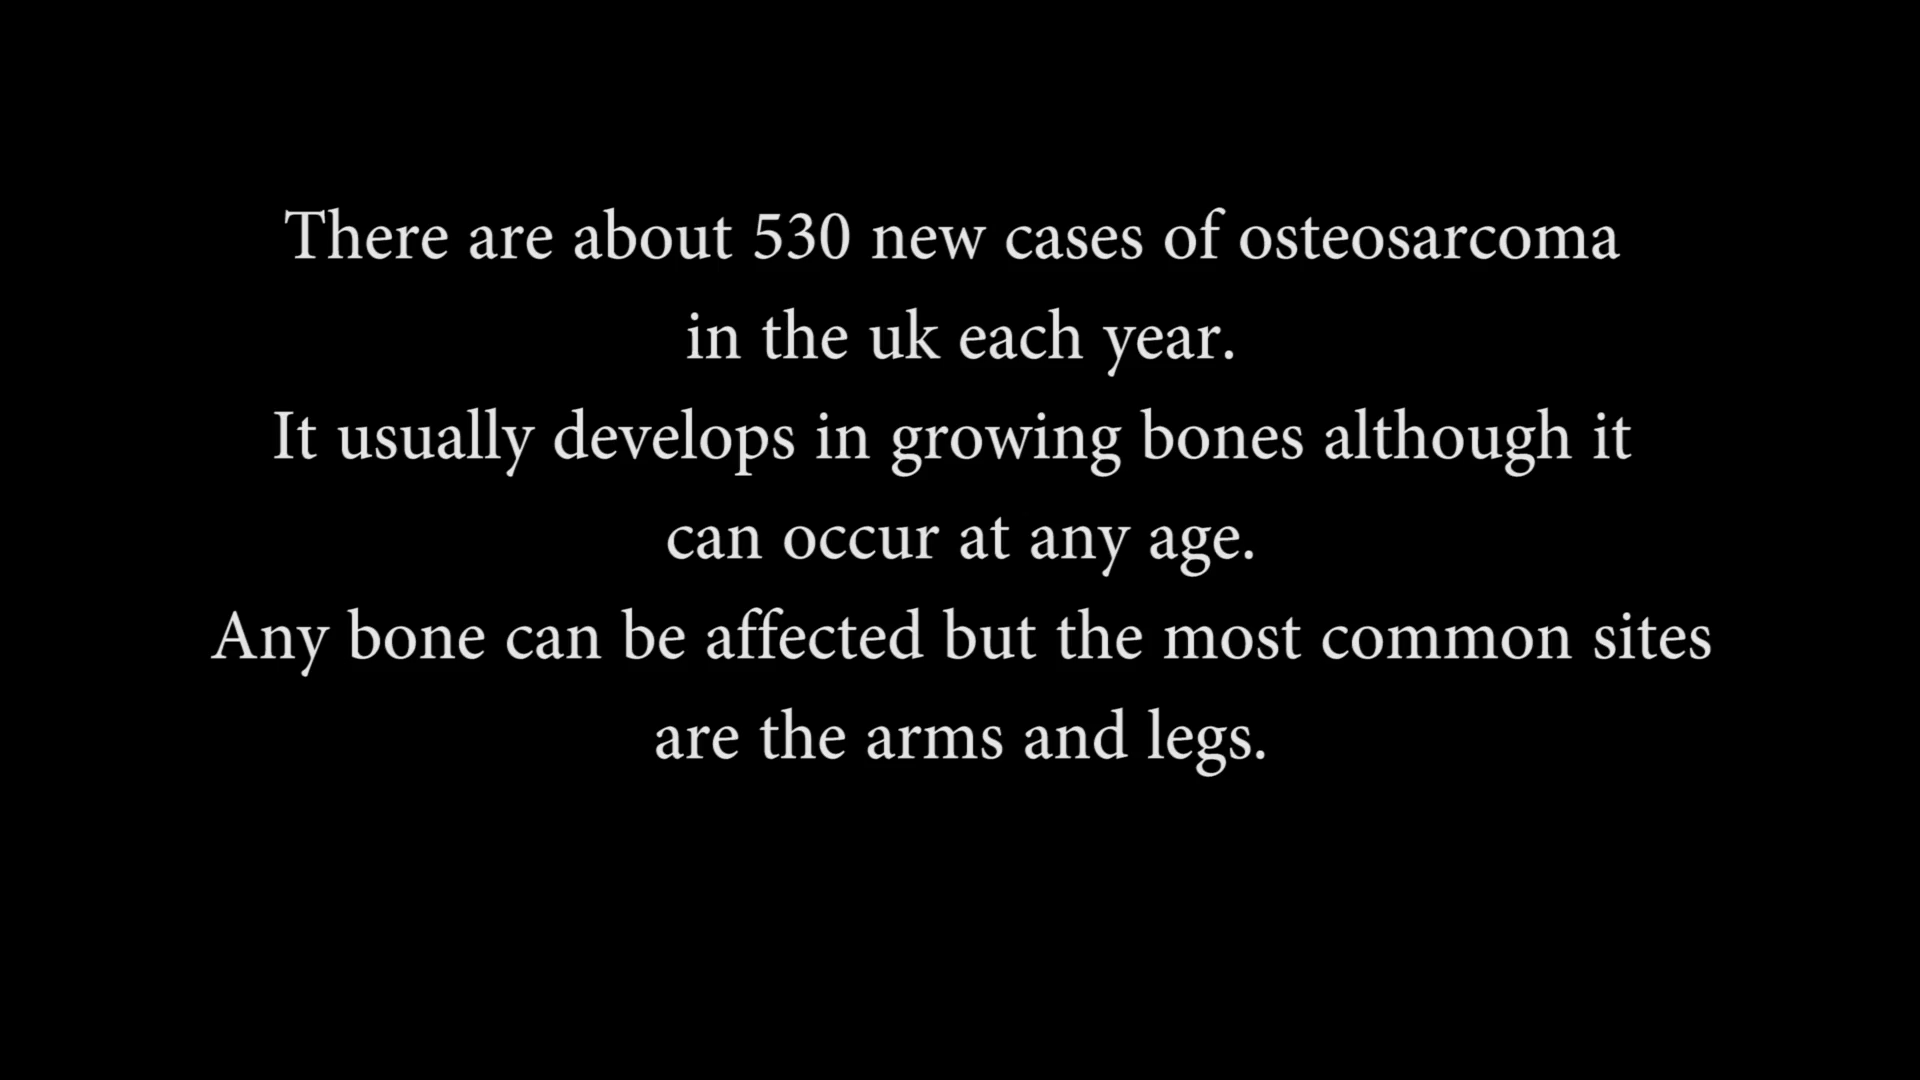 There are about 530 new cases of osteosarcoma
in the uk each year.
It usually develops in growing bones although it
can occur at any age.
Any bone can be affected but the most common sites
are the arms and legs.